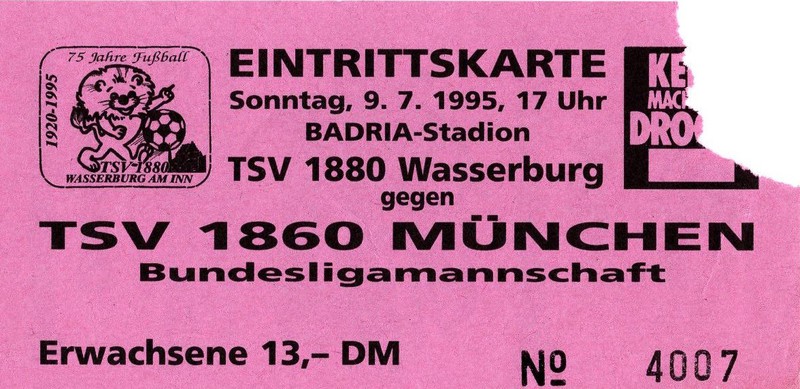 75 Jahre Fußball
1920-1995
TSV 1880
WASSERBURG AM INN
EINTRITTSKARTE
Sonntag, 9. 7. 1995, 17 Uhr
BADRIA-Stadion
TSV 1880 Wasserburg
gegen
TSV 1860 MÜNCHEN
Bundesligamannschaft
Erwachsene 13,– DM
Nº 4007